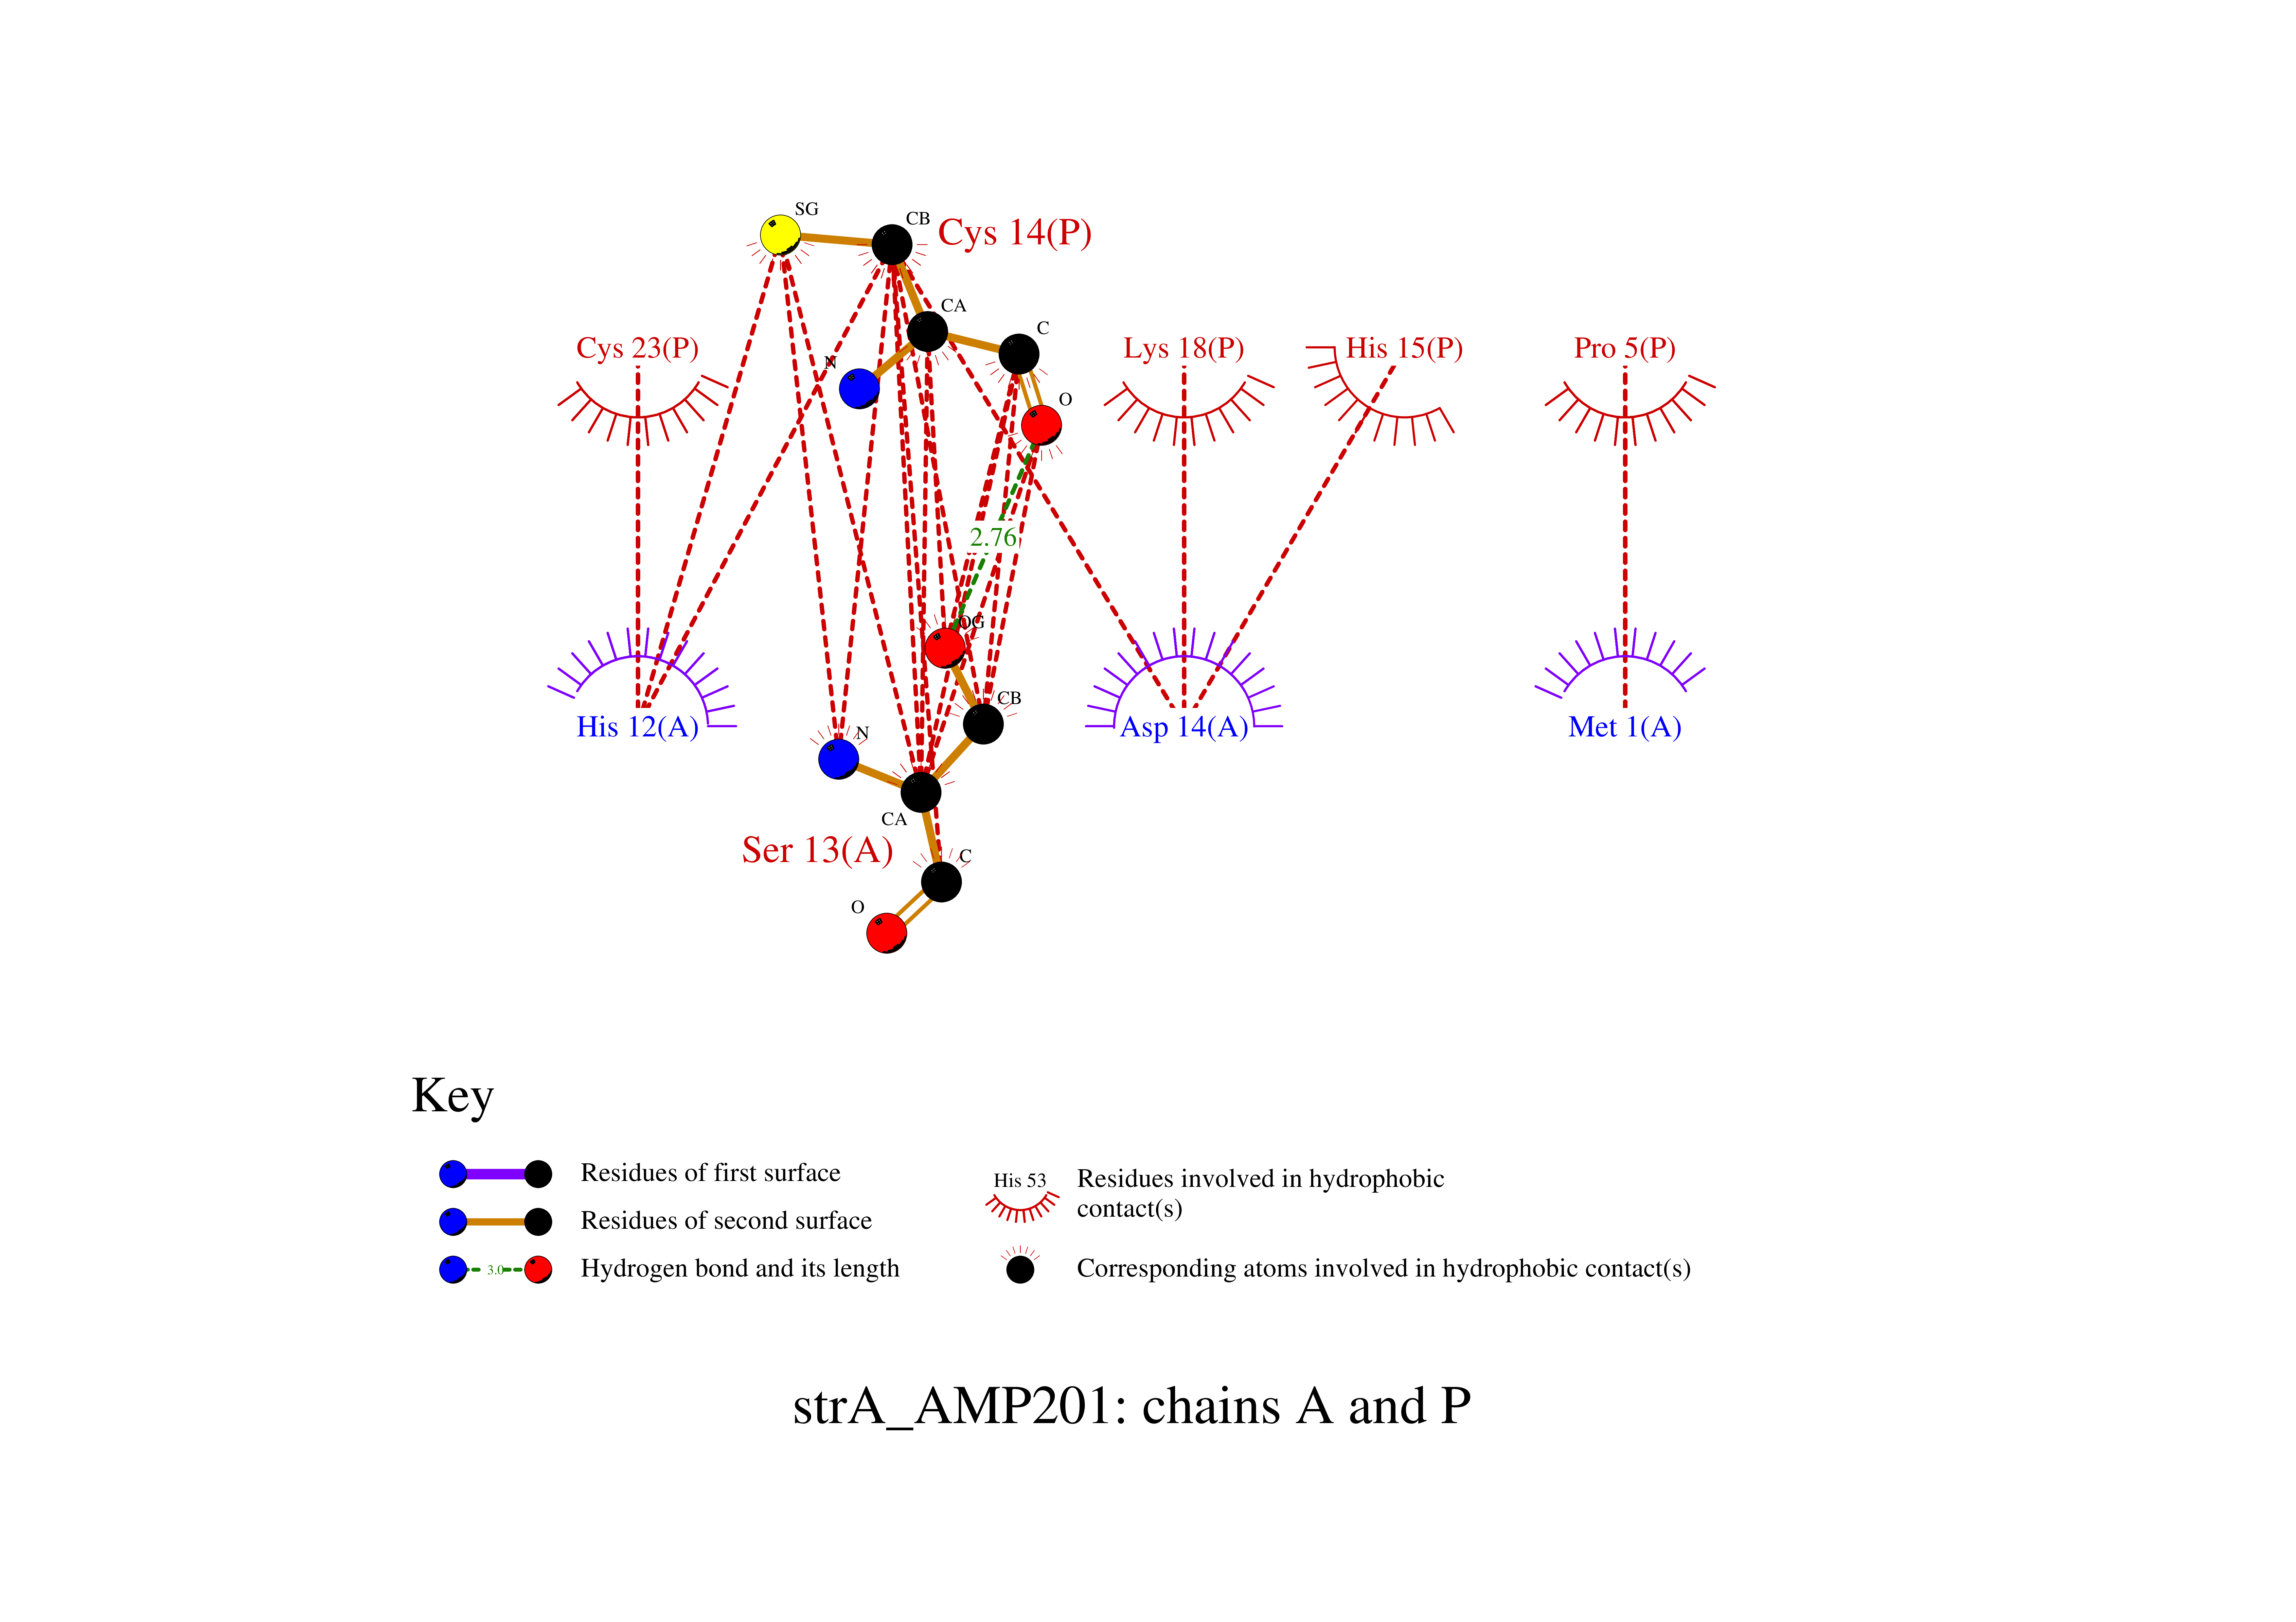 SG
CB
Cys 14(P)
CA
C
Cys 23(P)
N
O
Lys 18(P)
His 15(P)
Pro 5(P)
2.76
OG
His 12(A)
N
CB
Asp 14(A)
Met 1(A)
CA
Ser 13(A)
C
O
Key
Residues of first surface
Residues of second surface
3.0
Hydrogen bond and its length
His 53
Residues involved in hydrophobic
contact(s)
Corresponding atoms involved in hydrophobic contact(s)
strA_AMP201: chains A and P